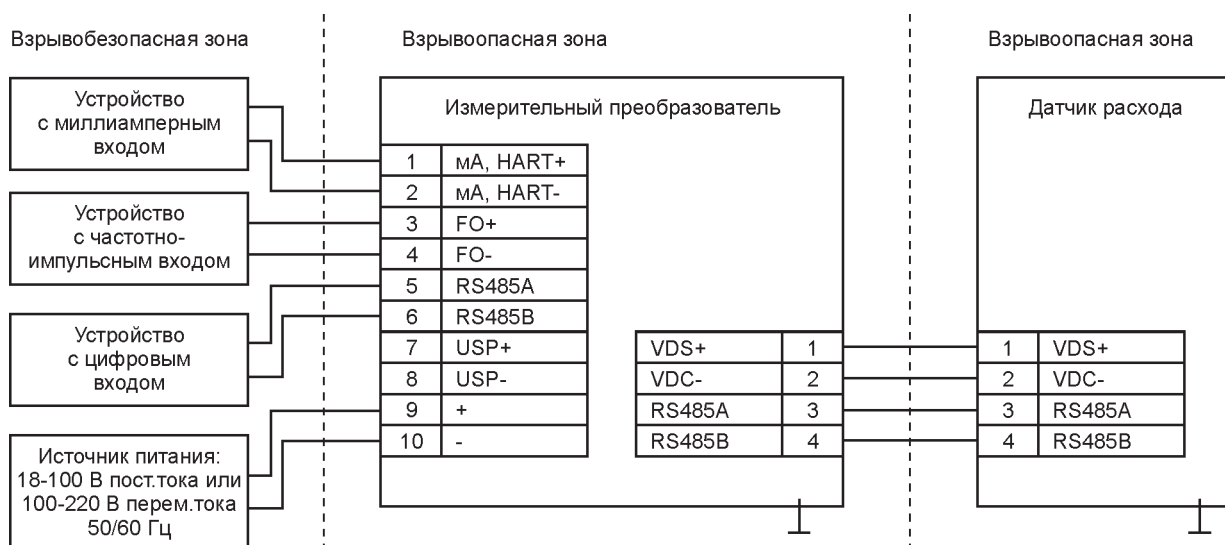 Взрывобезопасная зона
Взрывоопасная зона
Взрывоопасная зона
Устройство
с миллиамперным
входом
Устройство
с частотно-
импульсным входом
Устройство
с цифровым
входом
Источник питания:
18-100 В пост.тока или
100-220 В перем.тока
50/60 Гц
Измерительный преобразователь
1 мА, HART+
2 мА, HART-
3 FO+
4 FO-
5 RS485A
6 RS485B
7 USP+
8 USP-
9 +
10 -
VDS+ 1
VDC- 2
RS485A 3
RS485B 4
Датчик расхода
1 VDS+
2 VDC-
3 RS485A
4 RS485B